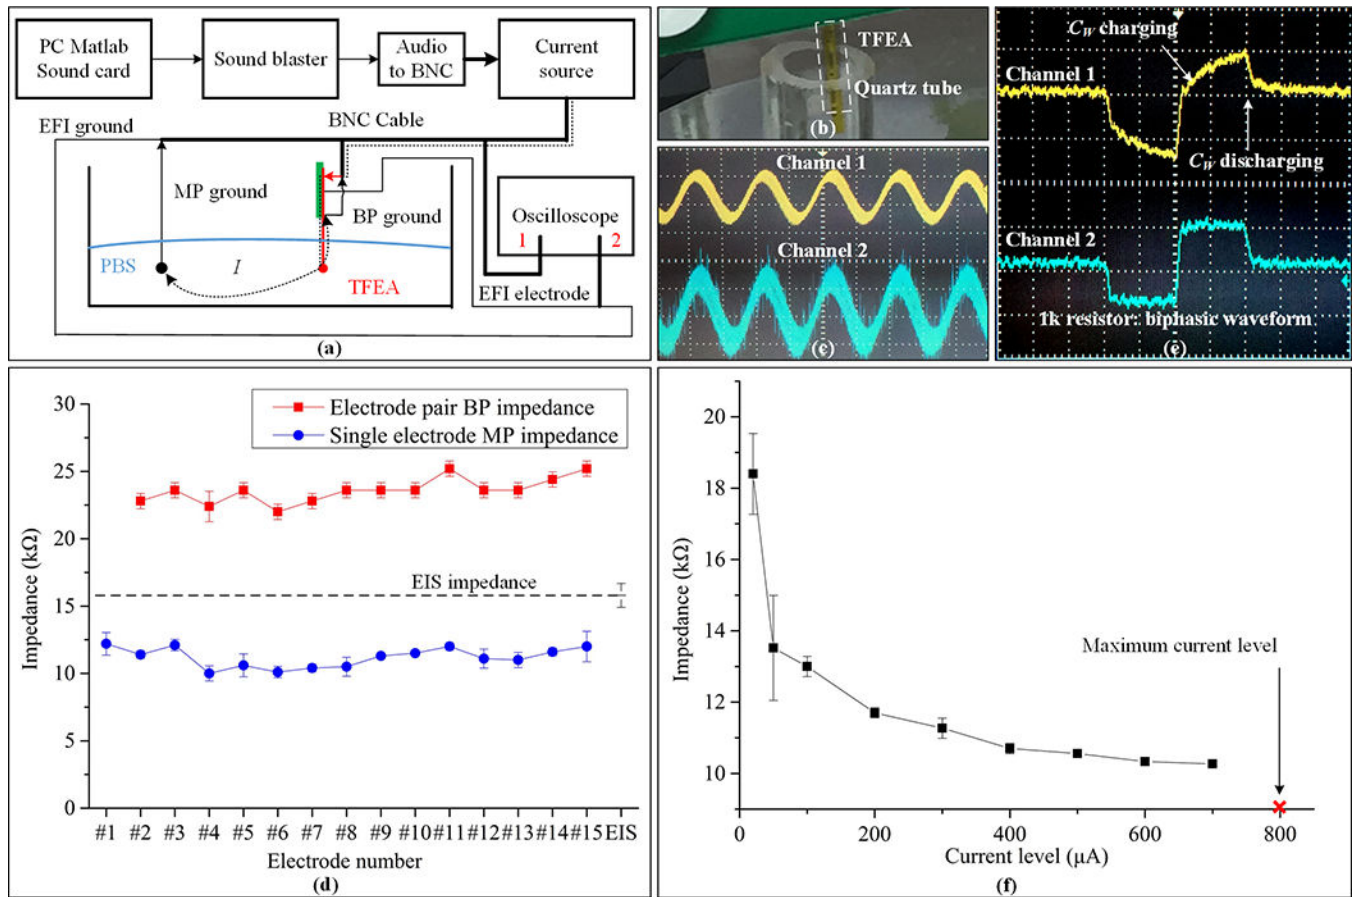 PC Matlab
Sound card
Sound blaster
Audio
to BNC
Current
source
EFI ground
BNC Cable
MP ground
BP ground
Oscilloscope
1
2
PBS
I
TFEA
EFI electrode
(a)
TFEA
Quartz tube
(b)
Channel 1
Channel 2
(c)
Channel 1
C_W charging
C_W discharging
Channel 2
1k resistor: biphasic waveform
(e)
30
25
20
15
10
5
0
Impedance (kΩ)
Electrode pair BP impedance
Single electrode MP impedance
EIS impedance
#1 #2 #3 #4 #5 #6 #7 #8 #9 #10 #11 #12 #13 #14 #15 EIS
Electrode number
(d)
20
18
16
14
12
10
Impedance (kΩ)
Maximum current level
0 200 400 600 800
Current level (μA)
(f)